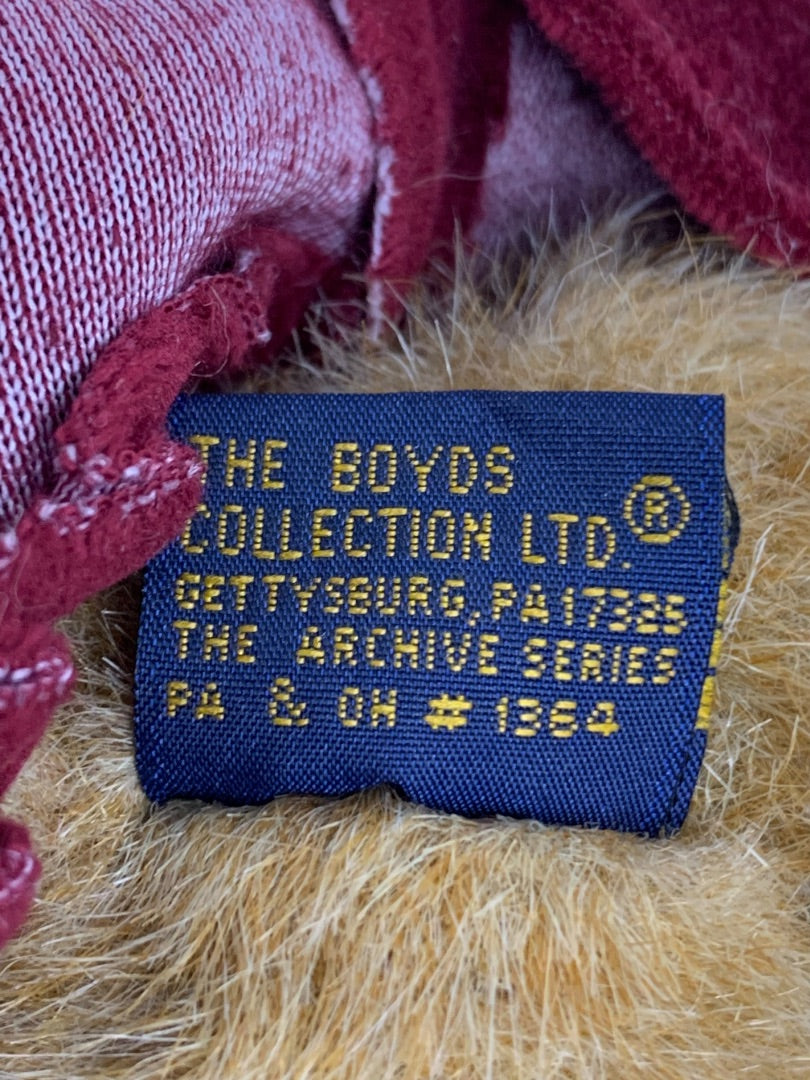 THE BOYDS
COLLECTION LTD.®
GETTYSBURG, PA 17325
THE ARCHIVE SERIES
PA & OH # 1364